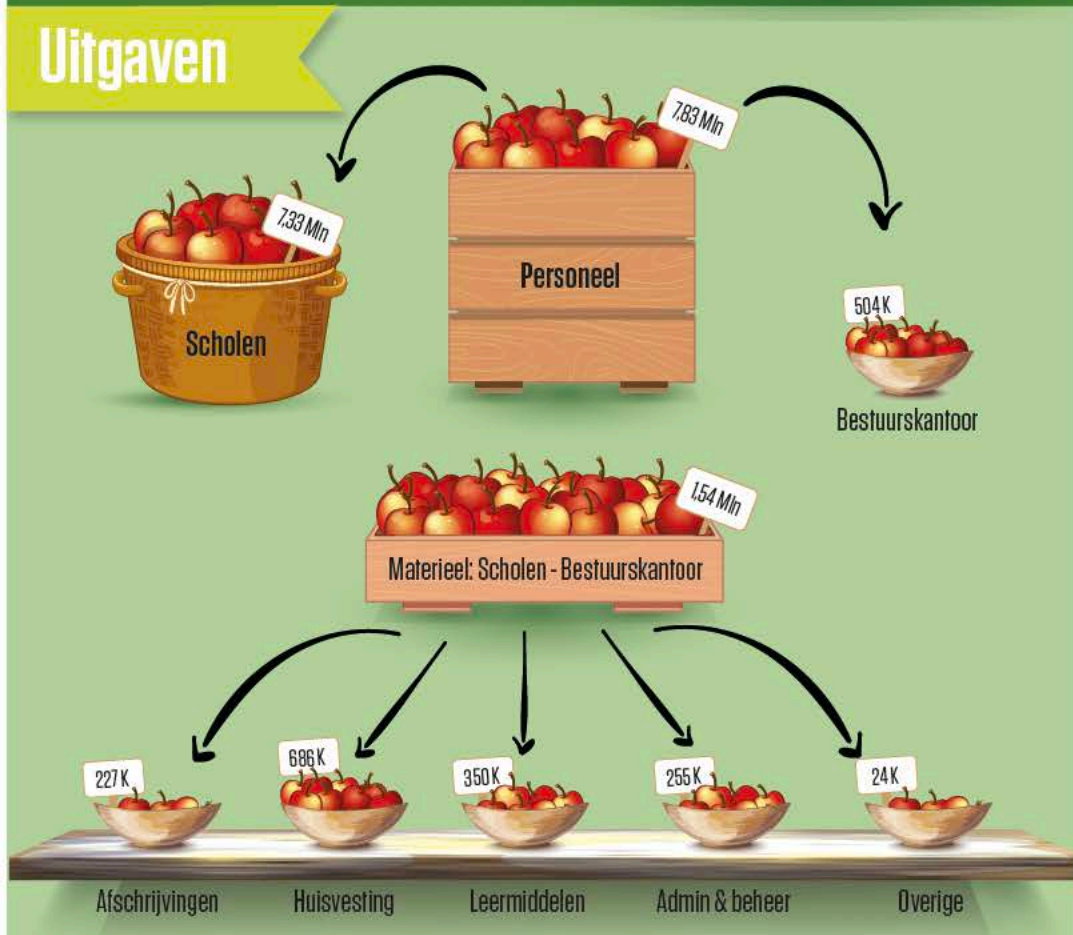 Uitgaven
7,83 Mln
7,33 Mln
Personeel
Scholen
504 K
Bestuurskantoor
1,54 Mln
Materieel: Scholen - Bestuurskantoor
227 K
686 K
350 K
255 K
24 K
Afschrijvingen
Huisvesting
Leermiddelen
Admin & beheer
Overige